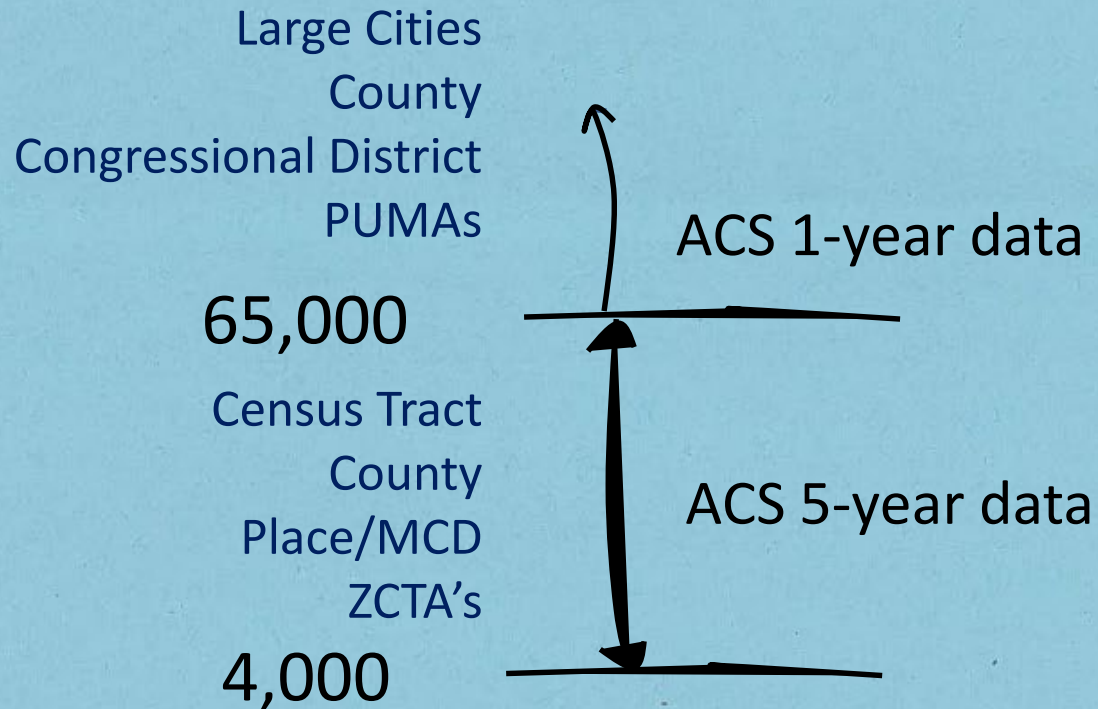 Large Cities
County
Congressional District
PUMAs
ACS 1-year data
65,000
Census Tract
County
Place/MCD
ZCTA’s
ACS 5-year data
4,000